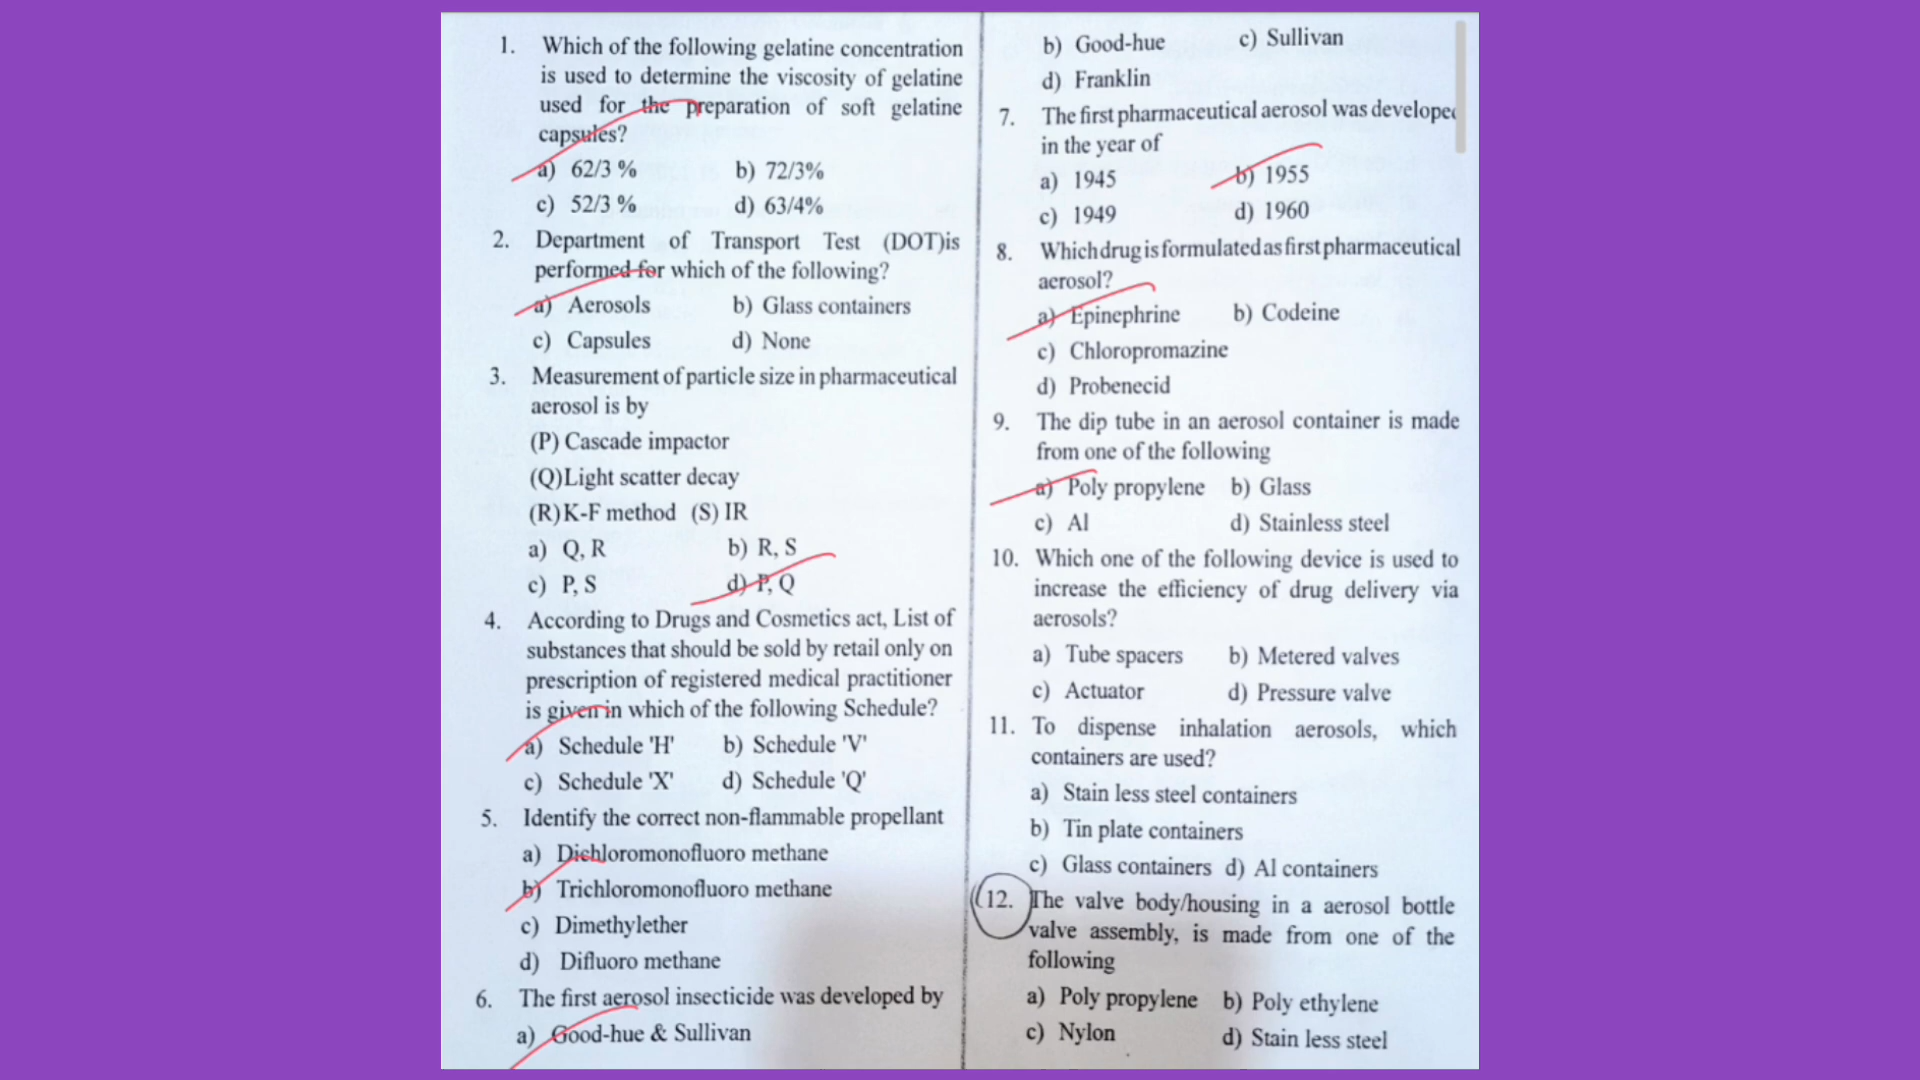 1. Which of the following gelatine concentration
is used to determine the viscosity of gelatine
used for the preparation of soft gelatine
capsules?
a) 62/3 % b) 72/3%
c) 52/3 % d) 63/4%
2. Department of Transport Test (DOT)is
performed for which of the following?
a) Aerosols b) Glass containers
c) Capsules d) None
3. Measurement of particle size in pharmaceutical
aerosol is by
(P) Cascade impactor
(Q)Light scatter decay
(R)K-F method (S) IR
a) Q, R b) R, S
c) P, S d) P, Q
4. According to Drugs and Cosmetics act, List of
substances that should be sold by retail only on
prescription of registered medical practitioner
is given in which of the following Schedule?
a) Schedule 'H' b) Schedule 'V'
c) Schedule 'X' d) Schedule 'Q'
5. Identify the correct non-flammable propellant
a) Dichloromonofluoro methane
b) Trichloromonofluoro methane
c) Dimethylether
d) Difluoro methane
6. The first aerosol insecticide was developed by
a) Good-hue & Sullivan
b) Good-hue c) Sullivan
d) Franklin
7. The first pharmaceutical aerosol was developed
in the year of
a) 1945 b) 1955
c) 1949 d) 1960
8. Which drug is formulated as first pharmaceutical
aerosol?
a) Epinephrine b) Codeine
c) Chloropromazine
d) Probenecid
9. The dip tube in an aerosol container is made
from one of the following
a) Poly propylene b) Glass
c) Al d) Stainless steel
10. Which one of the following device is used to
increase the efficiency of drug delivery via
aerosols?
a) Tube spacers b) Metered valves
c) Actuator d) Pressure valve
11. To dispense inhalation aerosols, which
containers are used?
a) Stain less steel containers
b) Tin plate containers
c) Glass containers d) Al containers
12. The valve body/housing in a aerosol bottle
valve assembly, is made from one of the
following
a) Poly propylene b) Poly ethylene
c) Nylon d) Stain less steel